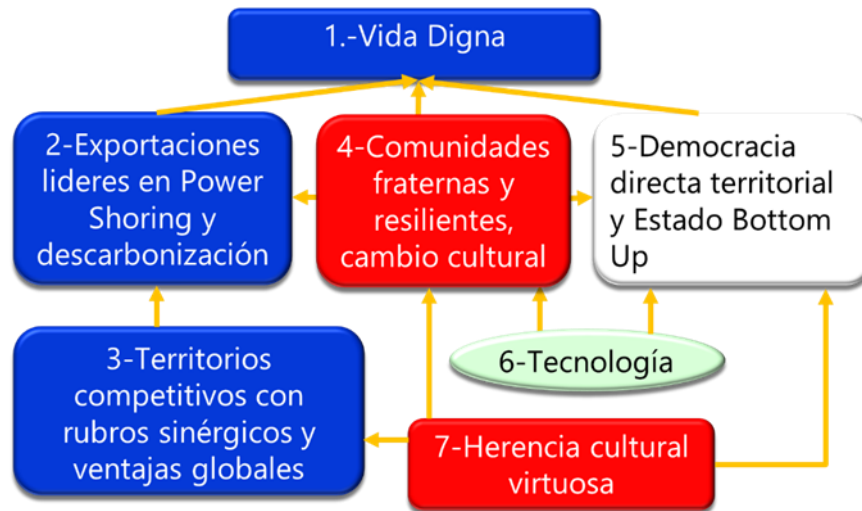 1.-Vida Digna
2-Exportaciones
lideres en Power
Shoring y
descarbonización
4-Comunidades
fraternas y
resilientes,
cambio cultural
5-Democracia
directa territorial
y Estado Bottom
Up
3-Territorios
competitivos con
rubros sinérgicos y
ventajas globales
6-Tecnología
7-Herencia cultural
virtuosa